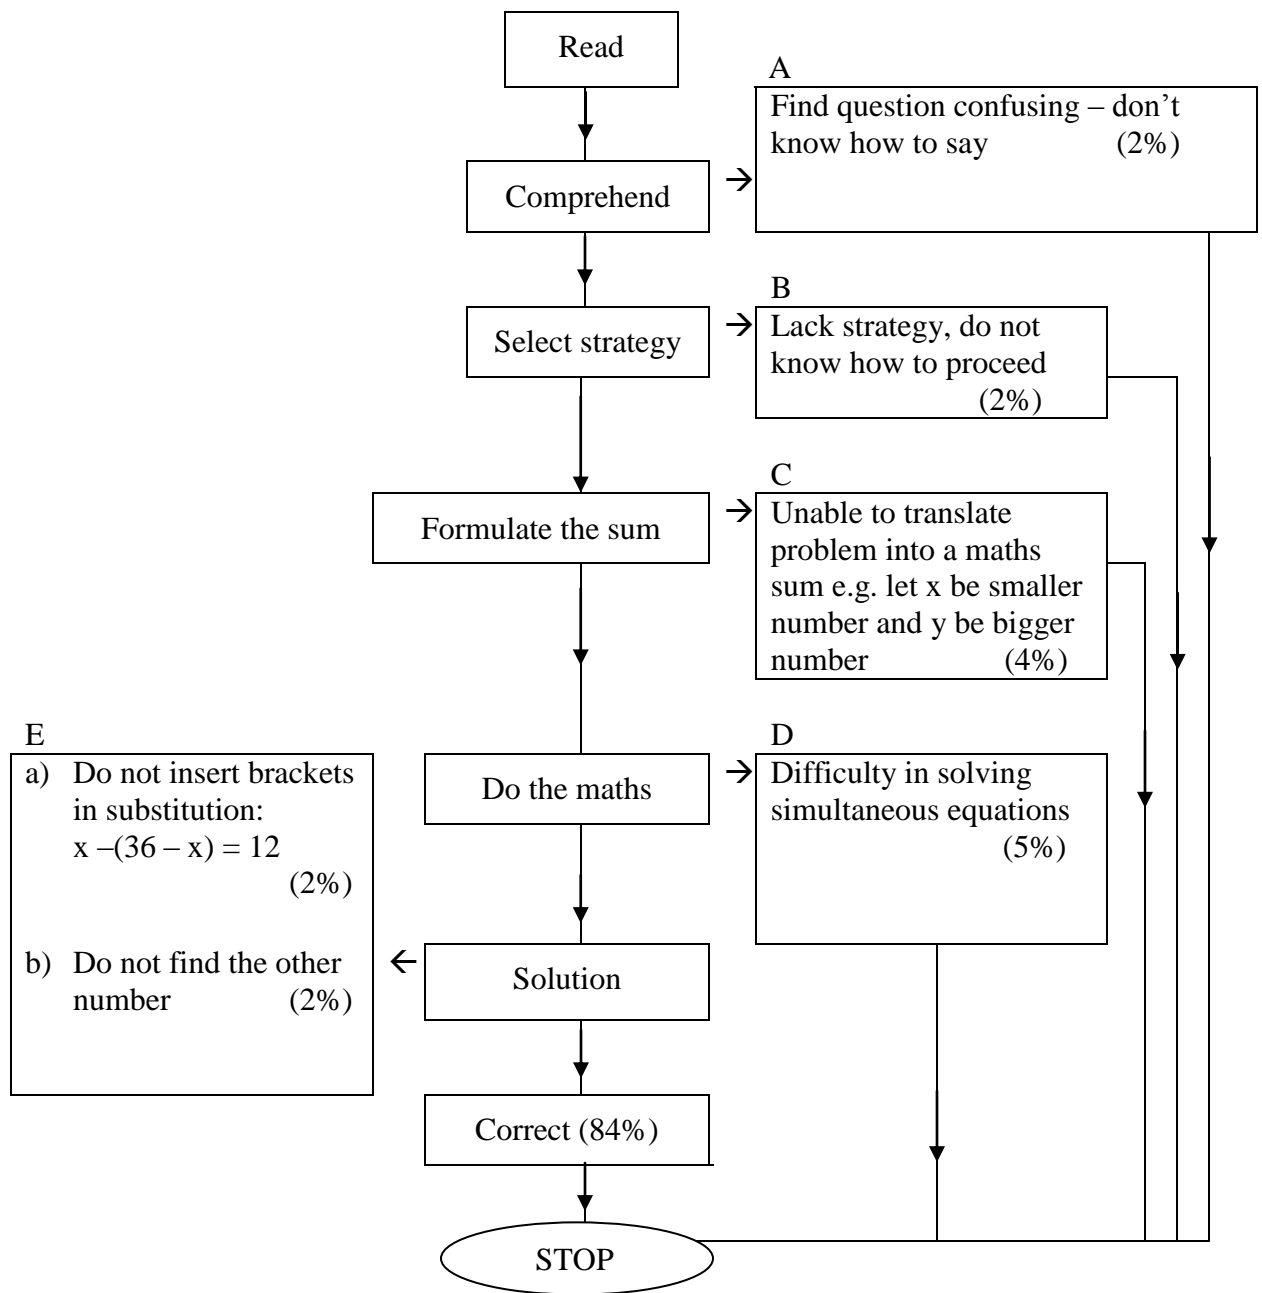 Read
A
Find question confusing – don’t
know how to say (2%)
Comprehend
B
Lack strategy, do not
know how to proceed
(2%)
Select strategy
C
Unable to translate
problem into a maths
sum e.g. let x be smaller
number and y be bigger
number (4%)
Formulate the sum
E
a) Do not insert brackets
in substitution:
x –(36 – x) = 12
(2%)
b) Do not find the other
number (2%)
Do the maths
D
Difficulty in solving
simultaneous equations
(5%)
Solution
Correct (84%)
STOP